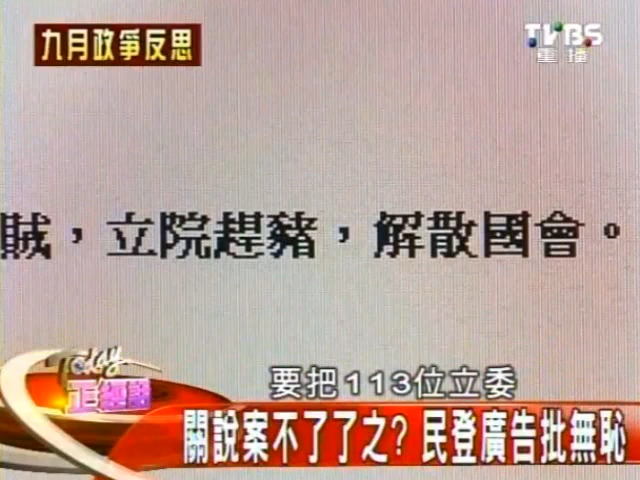 九月政爭反思
TVBS
重播
賊，立院趕豬，解散國會。
Today
正經話
要把113位立委
關說案不了了之？民登廣告批無恥